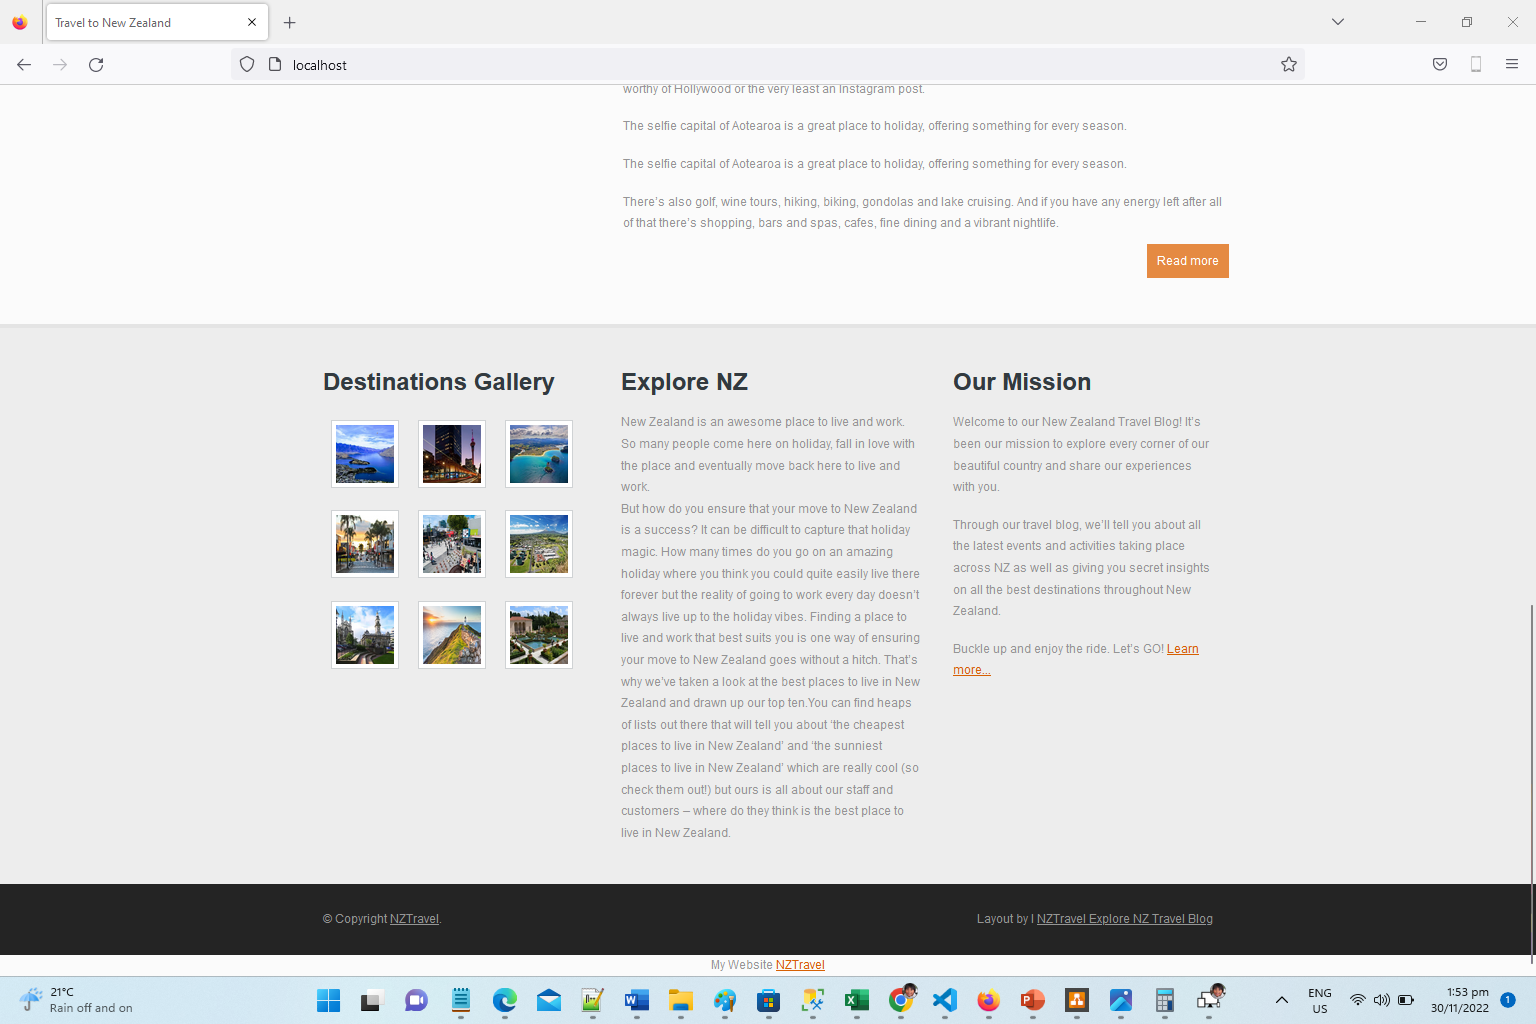 Travel to New Zealand
localhost
worthy of Hollywood or the very least an Instagram post.
The selfie capital of Aotearoa is a great place to holiday, offering something for every season.
The selfie capital of Aotearoa is a great place to holiday, offering something for every season.
There's also golf, wine tours, hiking, biking, gondolas and lake cruising. And if you have any energy left after all
of that there's shopping, bars and spas, cafes, fine dining and a vibrant nightlife.
Read more
Destinations Gallery
Explore NZ
New Zealand is an awesome place to live and work.
So many people come here on holiday, fall in love with
the place and eventually move back here to live and
work.
But how do you ensure that your move to New Zealand
is a success? It can be difficult to capture that holiday
magic. How many times do you go on an amazing
holiday where you think you could quite easily live there
forever but the reality of going to work every day doesn't
always live up to the holiday vibes. Finding a place to
live and work that best suits you is one way of ensuring
your move to New Zealand goes without a hitch. That's
why we've taken a look at the best places to live in New
Zealand and drawn up our top ten.You can find heaps
of lists out there that will tell you about 'the cheapest
places to live in New Zealand' and 'the sunniest
places to live in New Zealand' which are really cool (so
check them out!) but ours is all about our staff and
customers – where do they think is the best place to
live in New Zealand.
Our Mission
Welcome to our New Zealand Travel Blog! It's
been our mission to explore every corner of our
beautiful country and share our experiences
with you.
Through our travel blog, we'll tell you about all
the latest events and activities taking place
across NZ as well as giving you secret insights
on all the best destinations throughout New
Zealand.
Buckle up and enjoy the ride. Let's GO! Learn
more...
© Copyright NZTravel.
Layout by I NZTravel Explore NZ Travel Blog
My Website NZTravel
21°C
Rain off and on
ENG
US
1:53 pm
30/11/2022
1